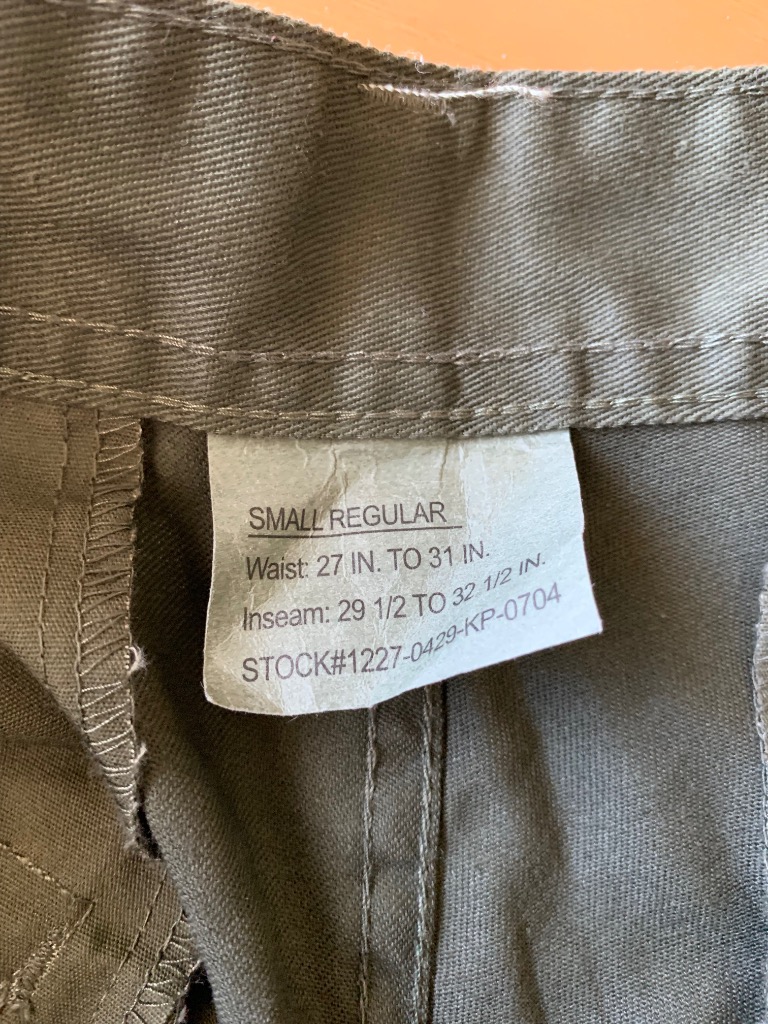 SMALL REGULAR
Waist: 27 IN. TO 31 IN.
Inseam: 29 1/2 TO 32 1/2 IN.
STOCK#1227-0429-KP-0704